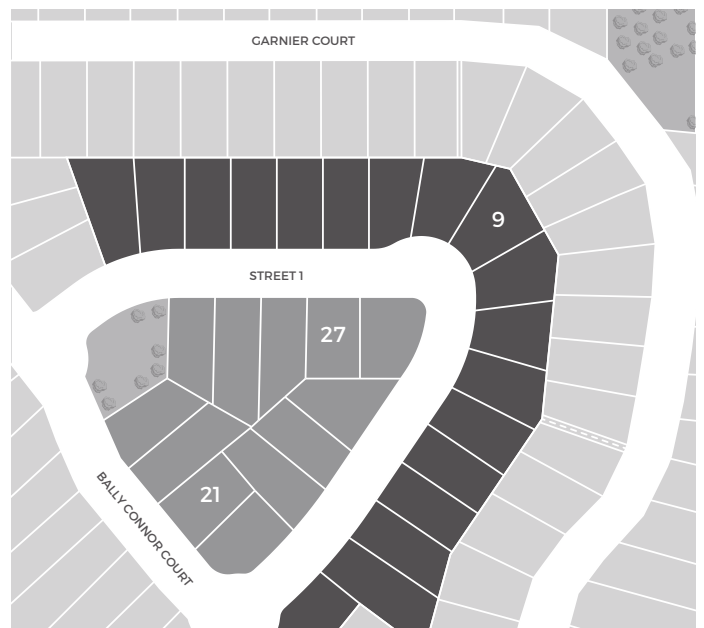 GARNIER COURT
9
STREET 1
27
21
BALLY CONNOR COURT